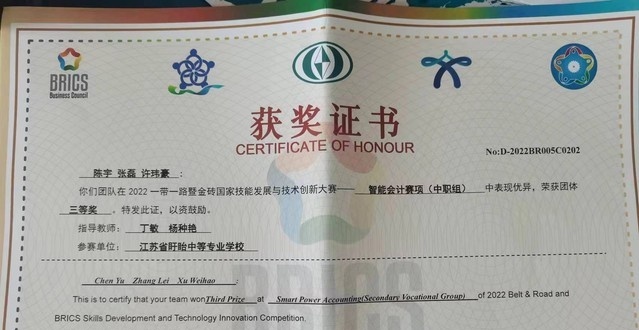 BRICS
Business Council
获奖证书
CERTIFICATE OF HONOUR
No:D-2022BR005C0202
陈宇 张磊 许玮豪：
你们团队在 2022 一带一路暨金砖国家技能发展与技术创新大赛—— 智能会计赛项（中职组） 中表现优异，荣获团体
三等奖 。特发此证，以资鼓励。
指导教师： 丁敏 杨种艳
参赛单位： 江苏省盱眙中等专业学校
Chen Yu Zhang Lei Xu Weihao :
This is to certify that your team won Third Prize at Smart Power Accounting(Secondary Vocational Group) of 2022 Belt & Road and
BRICS Skills Development and Technology Innovation Competition.
BRICS